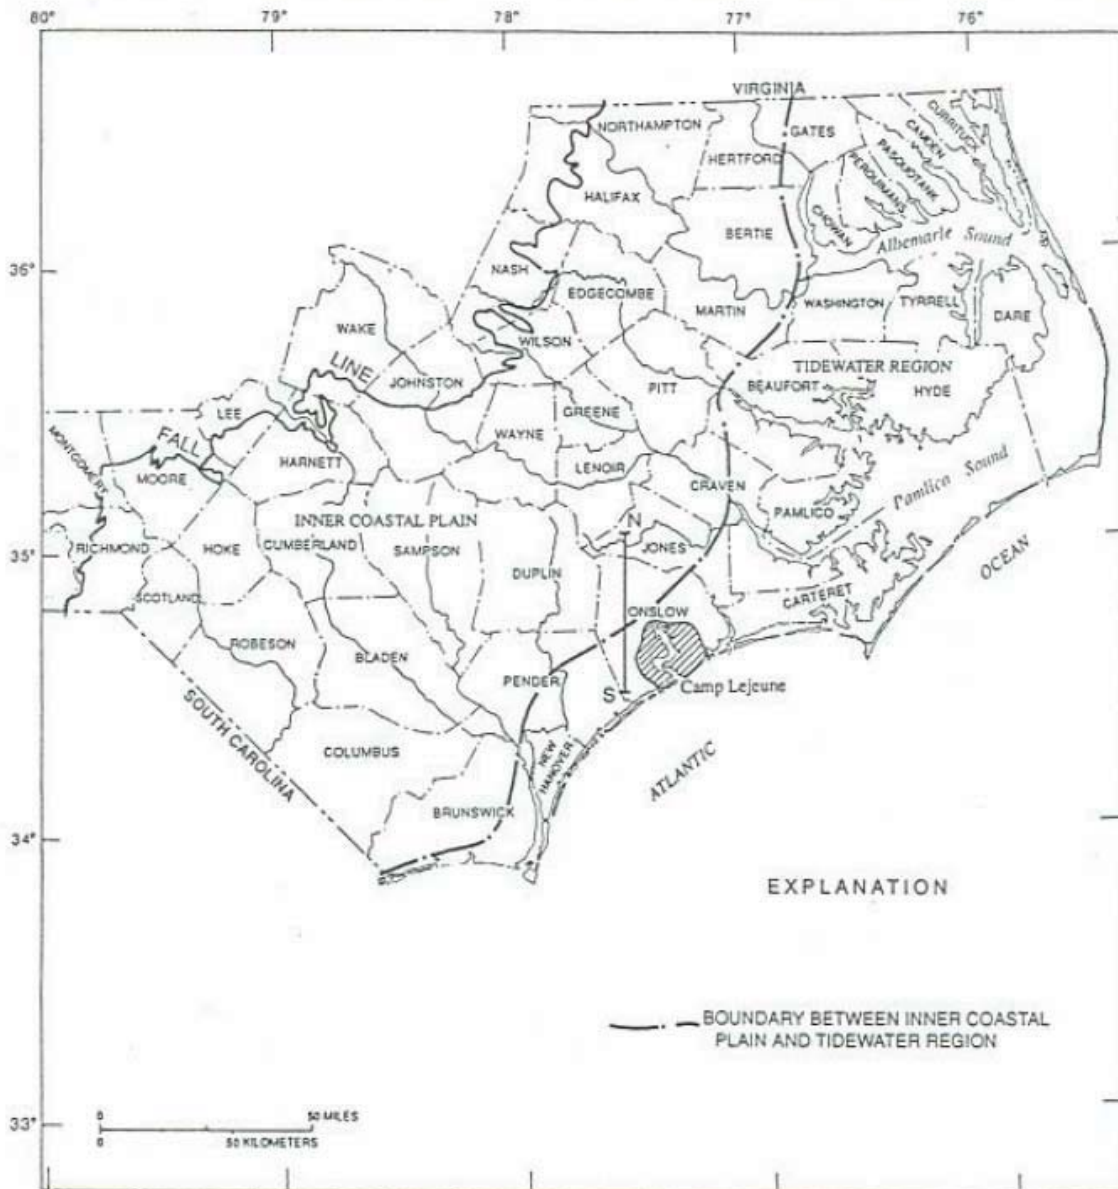 80° 79° 78° 77° 76°
VIRGINIA
NORTHAMPTON
GATES
CURRITUCK
CAMDEN
PASQUOTANK
PERQUIMANS
HERTFORD
HALIFAX
CHOWAN
BERTIE
Albemarle Sound
36°
NASH
EDGECOMBE
MARTIN
WASHINGTON
TYRRELL
DARE
WAKE
WILSON
LINE
JOHNSTON
PITT
TIDEWATER REGION
BEAUFORT
HYDE
LEE
GREENE
FALL
WAYNE
MONTGOMERY
MOORE
HARNETT
LENOIR
CRAVEN
Pamlico Sound
INNER COASTAL PLAIN
N
PAMLICO
35°
RICHMOND
HOKE
CUMBERLAND
SAMPSON
JONES
DUPLIN
OCEAN
SCOTLAND
CARTERET
ONSLOW
ROBESON
BLADEN
PENDER
S
Camp Lejeune
SOUTH CAROLINA
COLUMBUS
NEW
HANOVER
ATLANTIC
BRUNSWICK
34°
EXPLANATION
BOUNDARY BETWEEN INNER COASTAL
PLAIN AND TIDEWATER REGION
33°
0 50 MILES
0 50 KILOMETERS